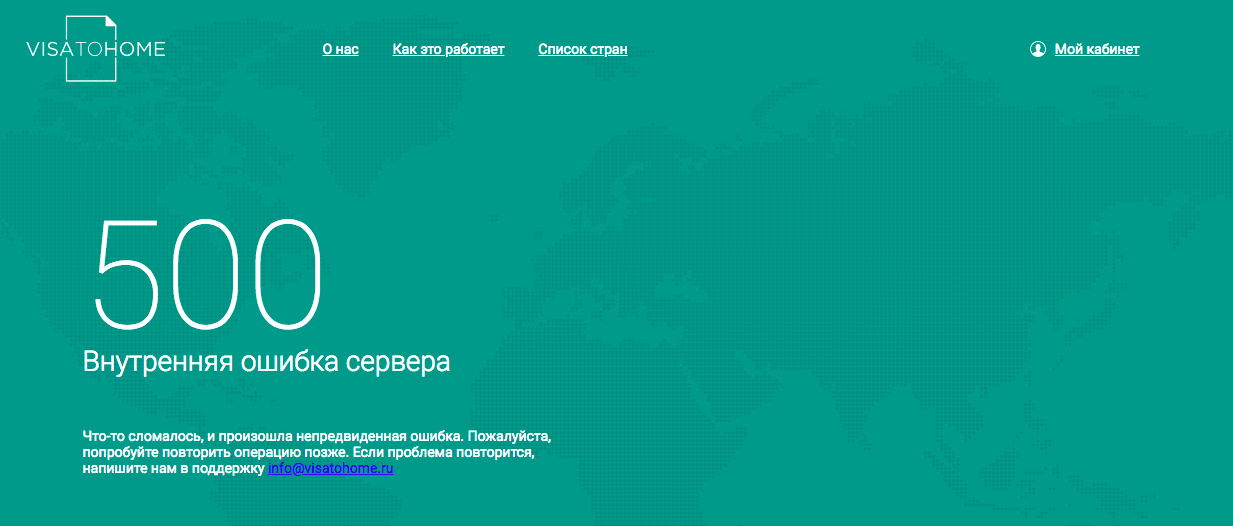 VISATOHOME
О нас Как это работает Список стран Мой кабинет
500
Внутренняя ошибка сервера
Что-то сломалось, и произошла непредвиденная ошибка. Пожалуйста,
попробуйте повторить операцию позже. Если проблема повторится,
напишите нам в поддержку info@visatohome.ru